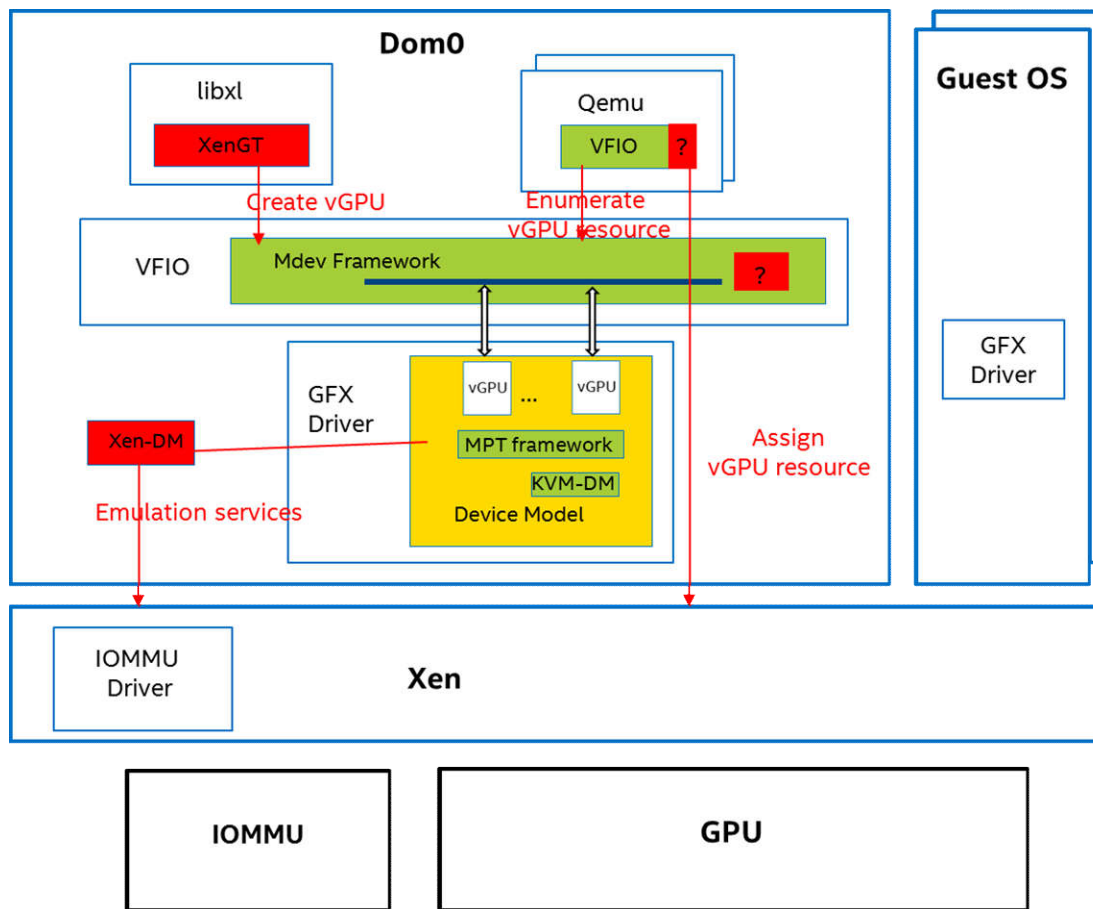 Dom0
Guest OS
libxl
XenGT
Qemu
VFIO
?
Create vGPU
Enumerate
vGPU resource
VFIO
Mdev Framework
?
GFX
Driver
vGPU
...
vGPU
MPT framework
KVM-DM
Device Model
Xen-DM
Emulation services
Assign
vGPU resource
GFX
Driver
IOMMU
Driver
Xen
IOMMU
GPU